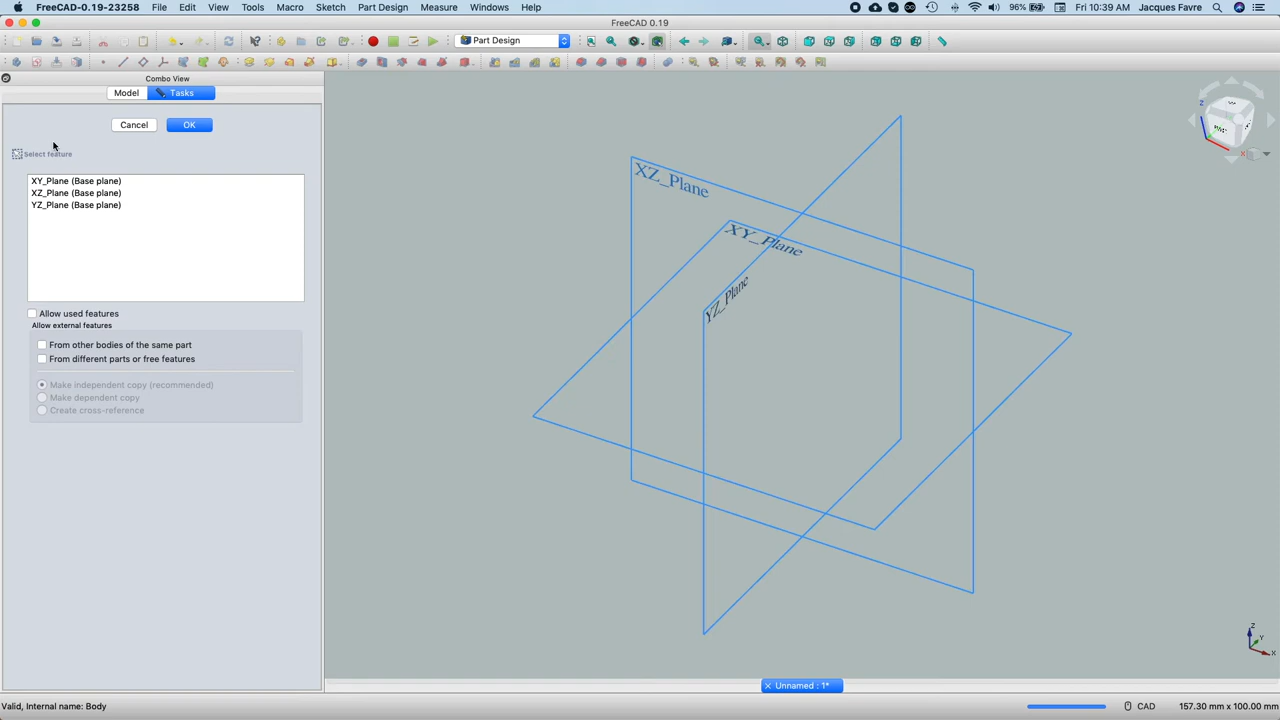 FreeCAD-0.19-23258 File Edit View Tools Macro Sketch Part Design Measure Windows Help 96% Fri 10:39 AM Jacques Favre
FreeCAD 0.19
Part Design
Combo View
Model Tasks
Cancel OK
Select feature
XY_Plane (Base plane)
XZ_Plane (Base plane)
YZ_Plane (Base plane)
Allow used features
Allow external features
From other bodies of the same part
From different parts or free features
Make independent copy (recommended)
Make dependent copy
Create cross-reference
XZ_Plane
XY_Plane
YZ_Plane
Z
X
Z
Y
X
Unnamed : 1*
Valid, Internal name: Body CAD 157.30 mm x 100.00 mm